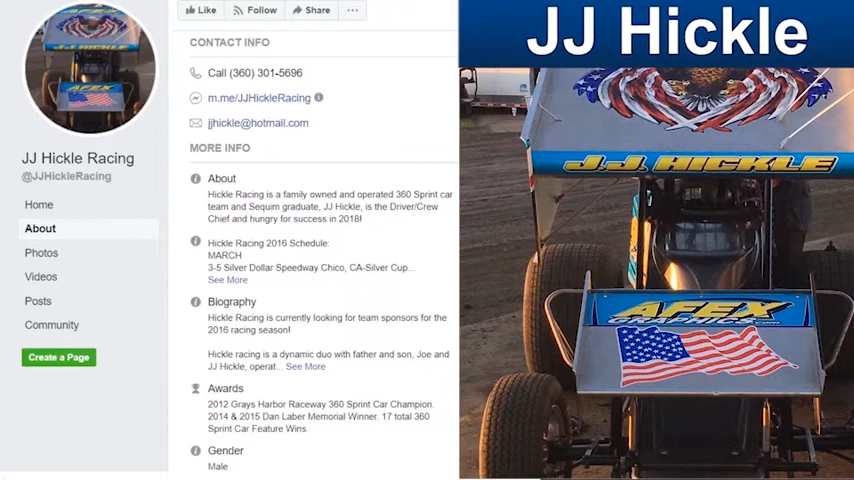 Like
Follow
Share
CONTACT INFO
Call (360) 301-5696
m.me/JJHickleRacing
jjhickle@hotmail.com
MORE INFO
About
Hickle Racing is a family owned and operated 360 Sprint car
team and Sequim graduate, JJ Hickle, is the Driver/Crew
Chief and hungry for success in 2018!
Hickle Racing 2016 Schedule:
MARCH
3-5 Silver Dollar Speedway Chico, CA-Silver Cup...
See More
Biography
Hickle Racing is currently looking for team sponsors for the
2016 racing season!
Hickle racing is a dynamic duo with father and son, Joe and
JJ Hickle, operat... See More
Awards
2012 Grays Harbor Raceway 360 Sprint Car Champion.
2014 & 2015 Dan Laber Memorial Winner. 17 total 360
Sprint Car Feature Wins.
Gender
Male
JJ HICKLE
AFEX
JJ Hickle Racing
@JJHickleRacing
Home
About
Photos
Videos
Posts
Community
Create a Page
JJ Hickle
J.J. HICKLE
AFEX
GRAPHICS.com